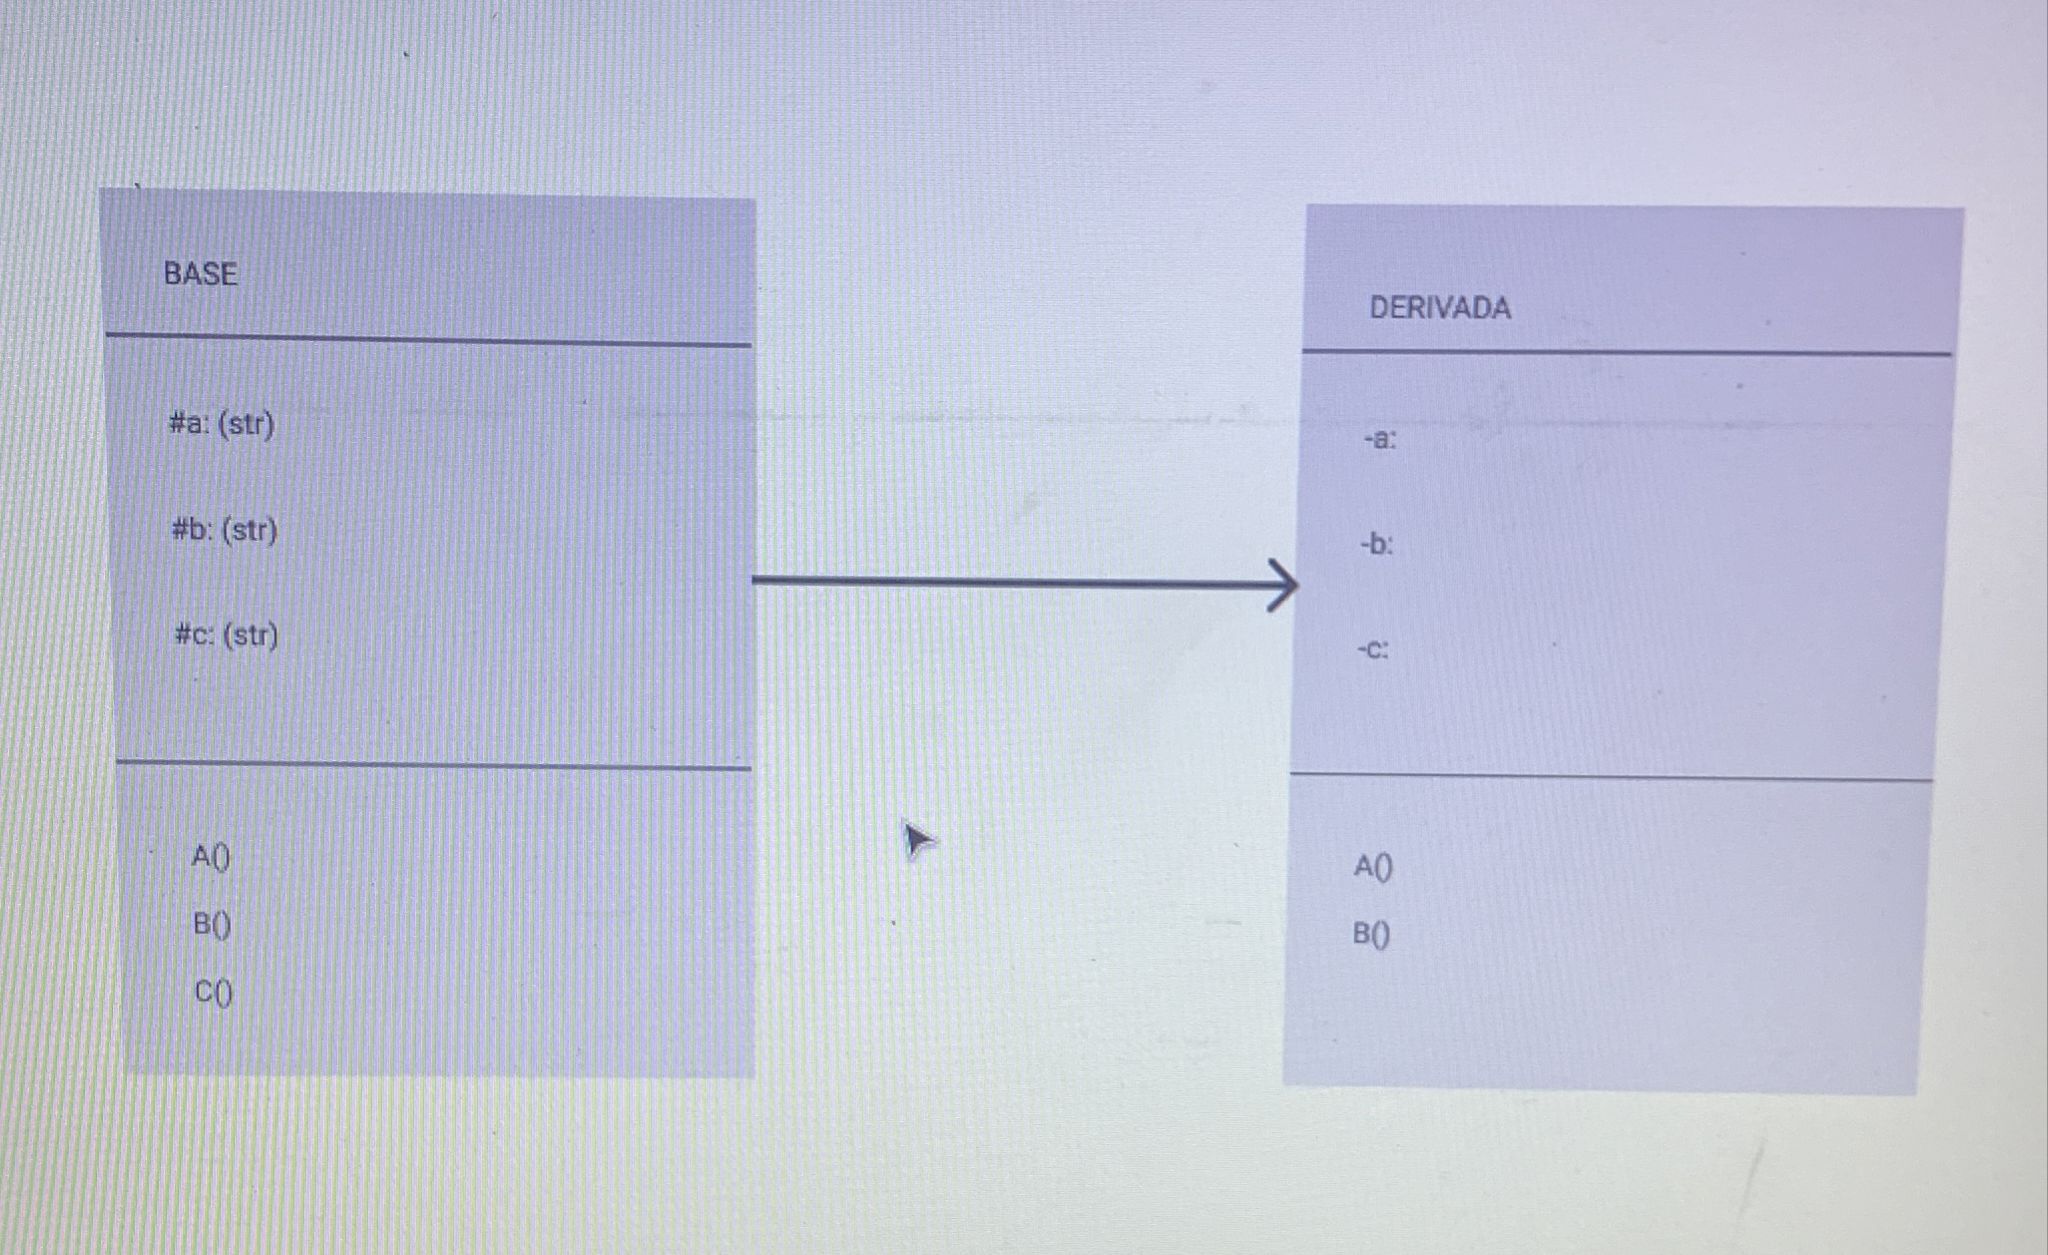 BASE
#a: (str)
#b: (str)
#c: (str)
A()
B()
C()
DERIVADA
-a:
-b:
-c:
A()
B()